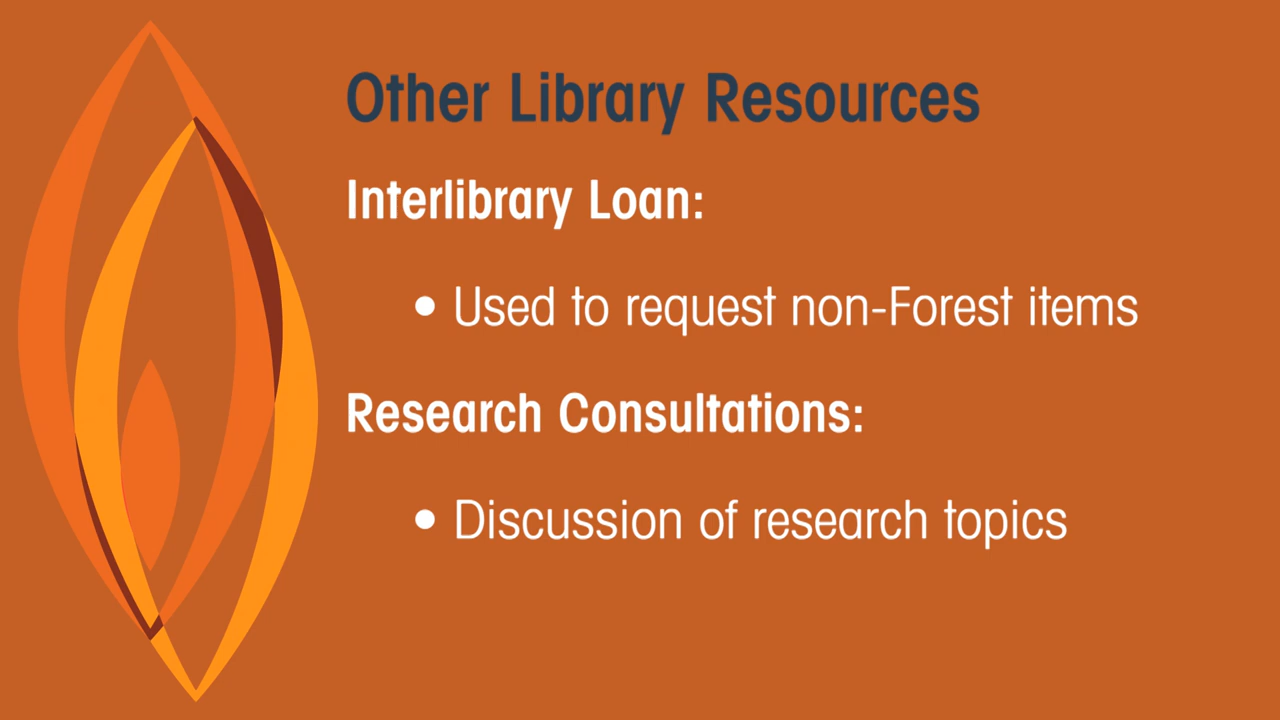 Other Library Resources
Interlibrary Loan:
• Used to request non-Forest items
Research Consultations:
• Discussion of research topics